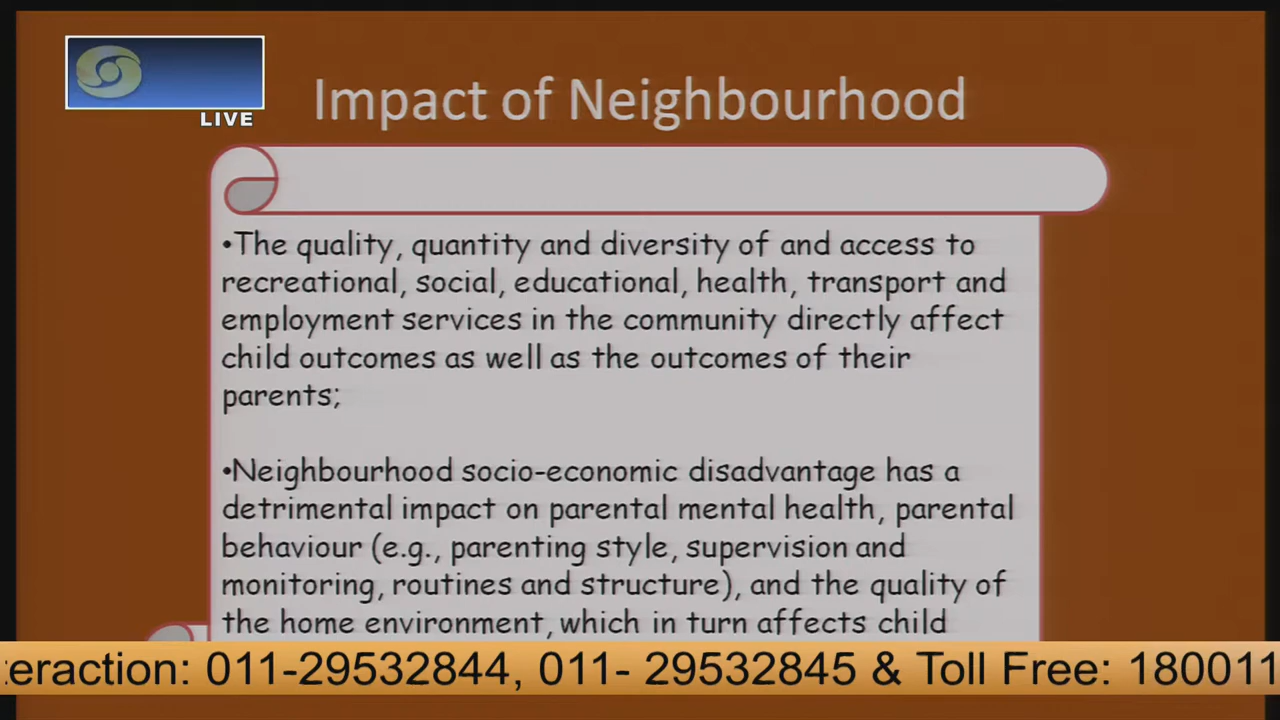 LIVE
Impact of Neighbourhood
•The quality, quantity and diversity of and access to
recreational, social, educational, health, transport and
employment services in the community directly affect
child outcomes as well as the outcomes of their
parents;
•Neighbourhood socio-economic disadvantage has a
detrimental impact on parental mental health, parental
behaviour (e.g., parenting style, supervision and
monitoring, routines and structure), and the quality of
the home environment, which in turn affects child
teraction: 011-29532844, 011- 29532845 & Toll Free: 180011